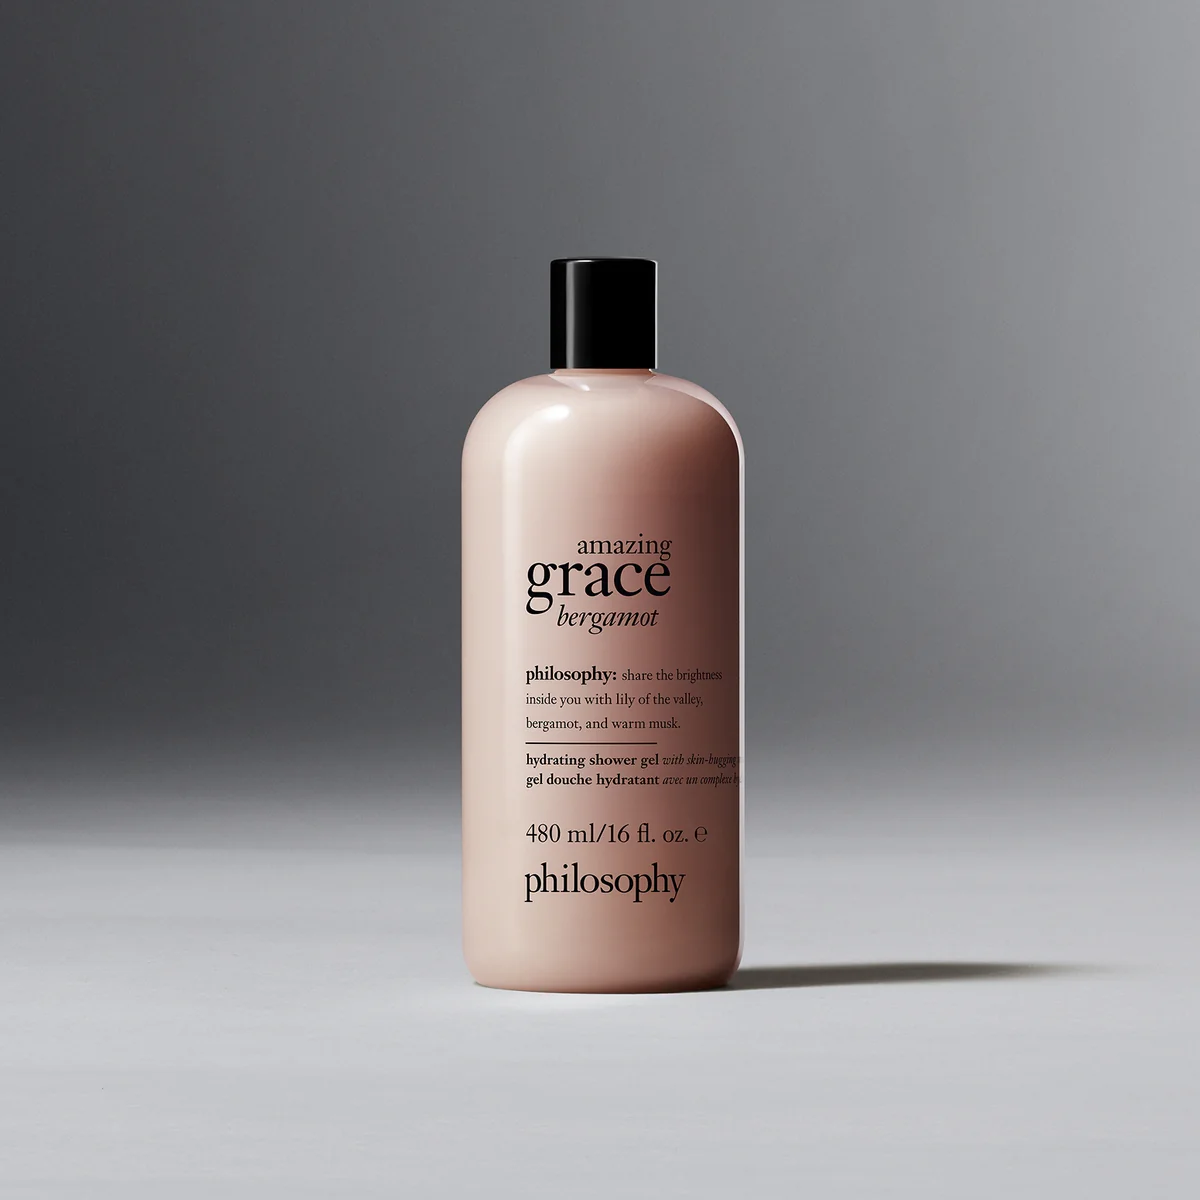 amazing
grace
bergamot
philosophy: share the brightness
inside you with lily of the valley,
bergamot, and warm musk.
hydrating shower gel with skin-hugging
gel douche hydratant avec un complexe
480 ml/16 fl. oz. ℮
philosophy